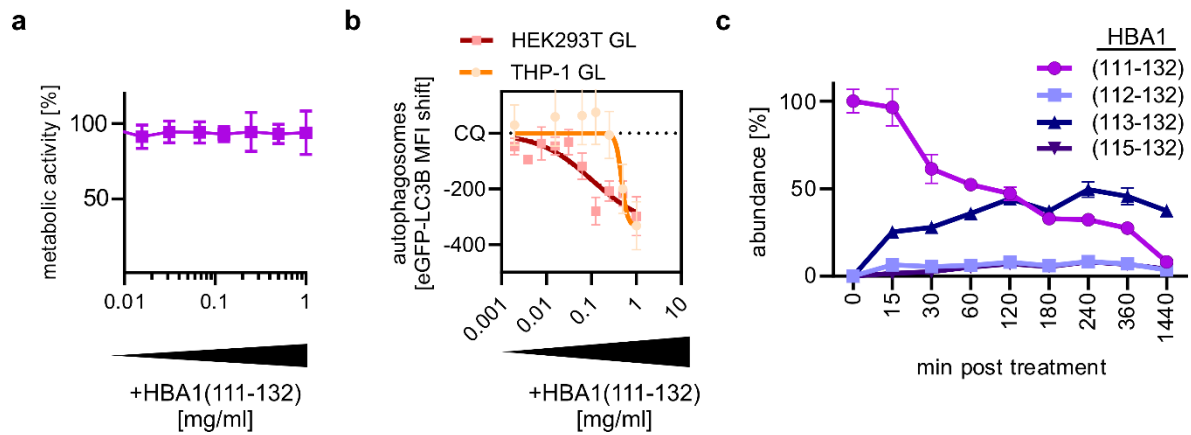 a
metabolic activity [%]
100
50
0.01
0.1
1
+HBA1(111-132)
[mg/ml]
b
HEK293T GL
THP-1 GL
autophagosomes
[eGFP-LC3B MFI shift]
CQ
-200
-400
0.001
0.01
0.1
1
10
+HBA1(111-132)
[mg/ml]
c
HBA1
(111-132)
(112-132)
(113-132)
(115-132)
abundance [%]
100
50
0
0
15
30
60
120
180
240
360
1440
min post treatment